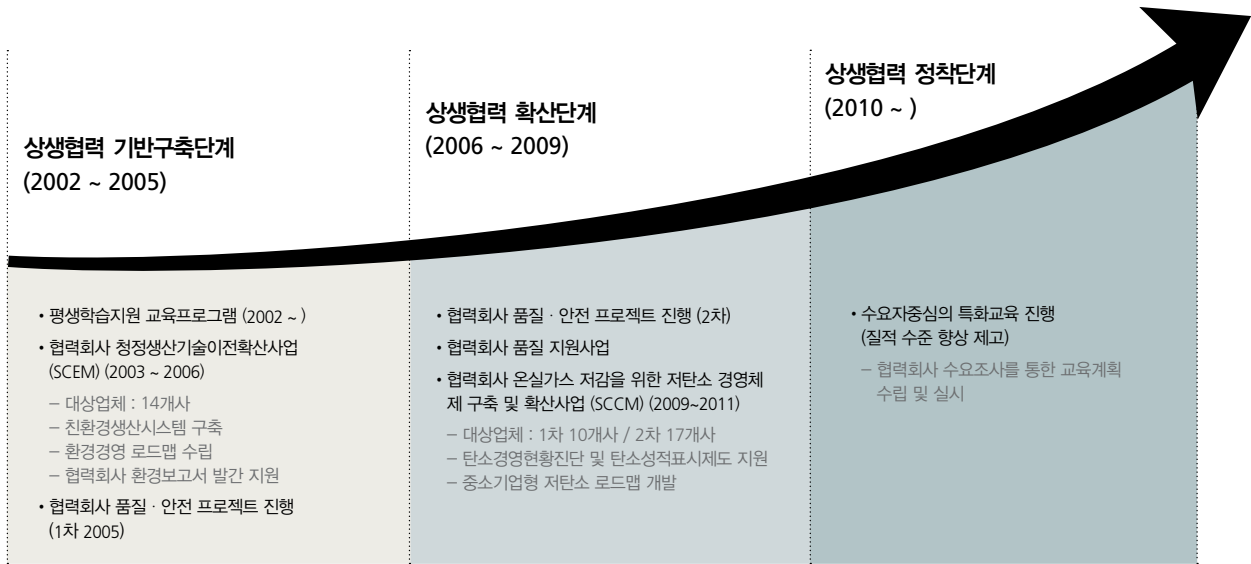 상생협력 기반구축단계
(2002 ~ 2005)
• 평생학습지원 교육프로그램 (2002 ~ )
• 협력회사 청정생산기술이전확산사업
(SCEM) (2003 ~ 2006)
– 대상업체 : 14개사
– 친환경생산시스템 구축
– 환경경영 로드맵 수립
– 협력회사 환경보고서 발간 지원
• 협력회사 품질 · 안전 프로젝트 진행
(1차 2005)
상생협력 확산단계
(2006 ~ 2009)
• 협력회사 품질 · 안전 프로젝트 진행 (2차)
• 협력회사 품질 지원사업
• 협력회사 온실가스 저감을 위한 저탄소 경영체
제 구축 및 확산사업 (SCCM) (2009~2011)
– 대상업체 : 1차 10개사 / 2차 17개사
– 탄소경영현황진단 및 탄소성적표시제도 지원
– 중소기업형 저탄소 로드맵 개발
상생협력 정착단계
(2010 ~ )
• 수요자중심의 특화교육 진행
(질적 수준 향상 제고)
– 협력회사 수요조사를 통한 교육계획
수립 및 실시